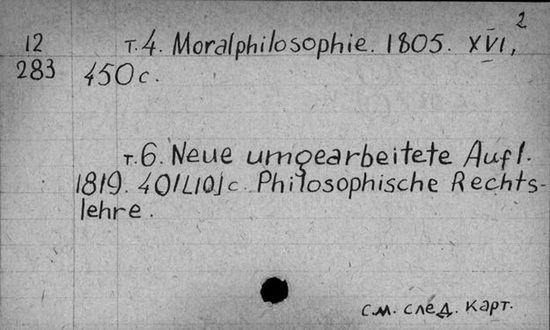 2
12 т.4. Moralphilosophie. 1805. XVI,
283 450 с.
т.6. Neue umgearbeitete Aufl.
1819. 401[10] с. Philosophische Rechts-
lehre.
см. след. карт.